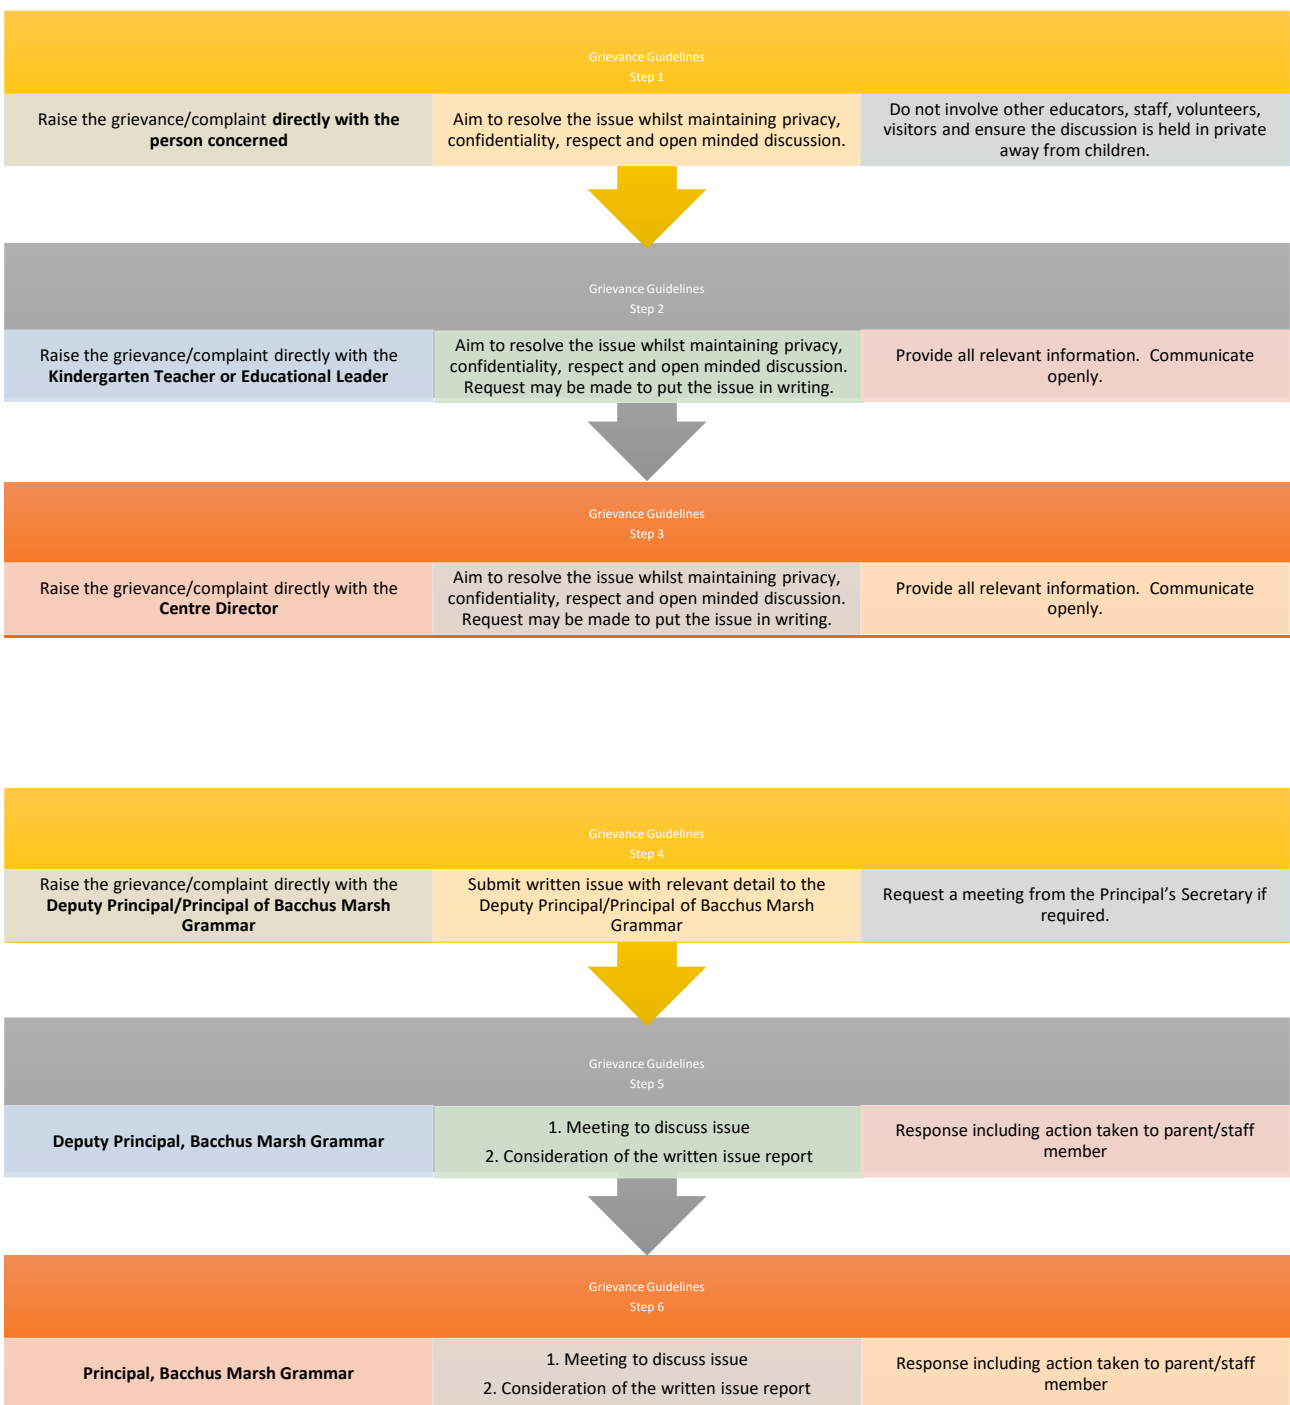 Grievance Guidelines
Step 1
Raise the grievance/complaint directly with the
person concerned
Aim to resolve the issue whilst maintaining privacy,
confidentiality, respect and open minded discussion.
Do not involve other educators, staff, volunteers,
visitors and ensure the discussion is held in private
away from children.
Grievance Guidelines
Step 2
Raise the grievance/complaint directly with the
Kindergarten Teacher or Educational Leader
Aim to resolve the issue whilst maintaining privacy,
confidentiality, respect and open minded discussion.
Request may be made to put the issue in writing.
Provide all relevant information.  Communicate
openly.
Grievance Guidelines
Step 3
Raise the grievance/complaint directly with the
Centre Director
Aim to resolve the issue whilst maintaining privacy,
confidentiality, respect and open minded discussion.
Request may be made to put the issue in writing.
Provide all relevant information.  Communicate
openly.
Grievance Guidelines
Step 4
Raise the grievance/complaint directly with the
Deputy Principal/Principal of Bacchus Marsh
Grammar
Submit written issue with relevant detail to the
Deputy Principal/Principal of Bacchus Marsh
Grammar
Request a meeting from the Principal’s Secretary if
required.
Grievance Guidelines
Step 5
Deputy Principal, Bacchus Marsh Grammar
1. Meeting to discuss issue
2. Consideration of the written issue report
Response including action taken to parent/staff
member
Grievance Guidelines
Step 6
Principal, Bacchus Marsh Grammar
1. Meeting to discuss issue
2. Consideration of the written issue report
Response including action taken to parent/staff
member